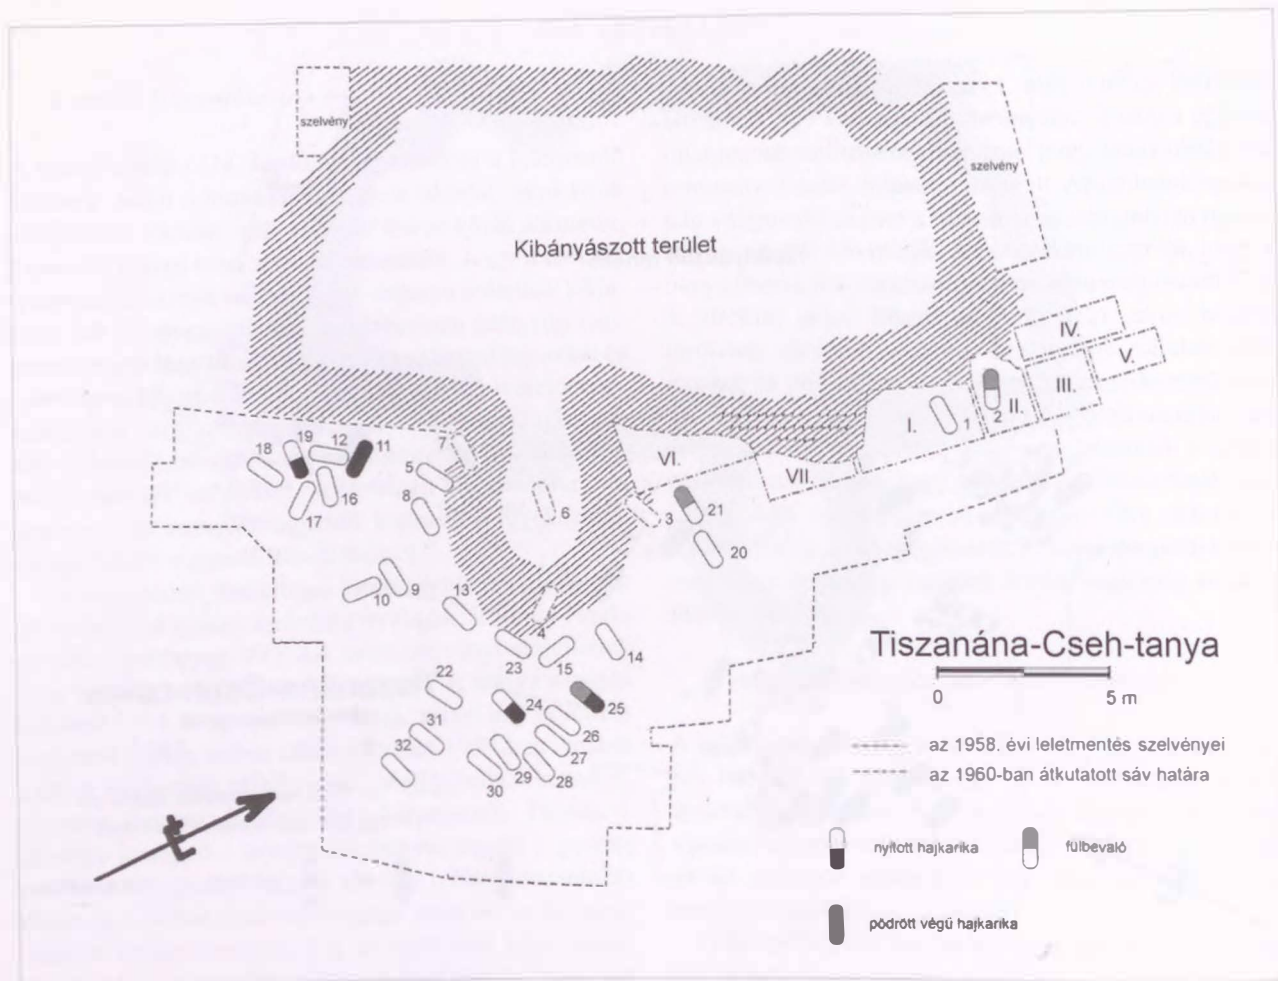 szelvény
szelvény
Kibányászott terület
IV.
V.
III.
II.
I.
1
2
VI.
VII.
18
19
12
11
7
5
8
16
17
6
3
21
20
10
9
13
4
23
15
14
22
24
25
31
26
32
27
29
28
30
Tiszanána-Cseh-tanya
0 5 m
az 1958. évi leletmentés szelvényei
az 1960-ban átkutatott sáv határa
É
nyitott hajkarika
fülbevaló
pödrött végű hajkarika